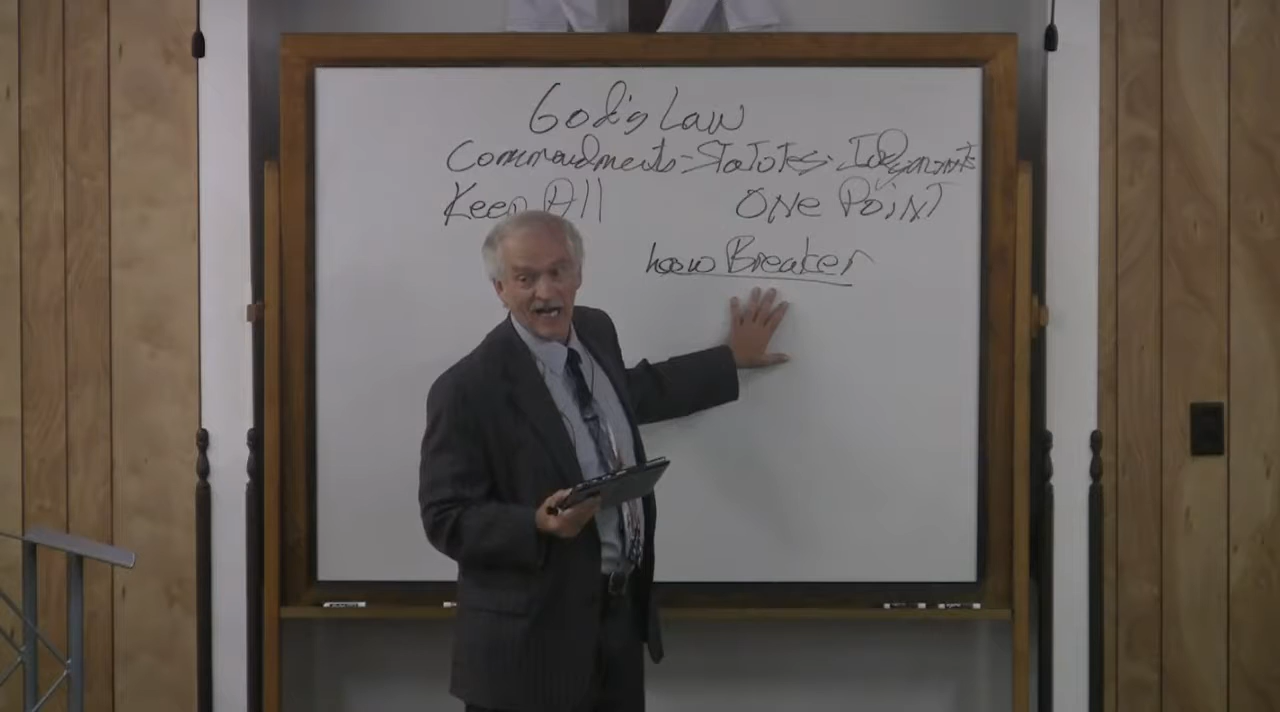 God's Law
Commandments - Statutes - Judgments
Keep All One Point
Law Breaker